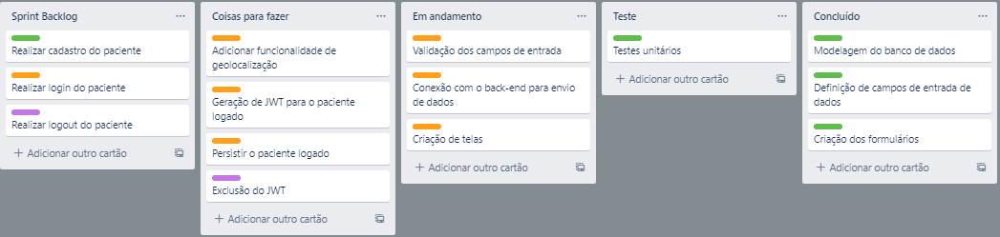 Sprint Backlog
Realizar cadastro do paciente
Realizar login do paciente
Realizar logout do paciente
+ Adicionar outro cartão
Coisas para fazer
Adicionar funcionalidade de
geolocalização
Geração de JWT para o paciente
logado
Persistir o paciente logado
Exclusão do JWT
+ Adicionar outro cartão
Em andamento
Validação dos campos de entrada
Conexão com o back-end para envio
de dados
Criação de telas
+ Adicionar outro cartão
Teste
Testes unitários
+ Adicionar outro cartão
Concluído
Modelagem do banco de dados
Definição de campos de entrada de
dados
Criação dos formulários
+ Adicionar outro cartão